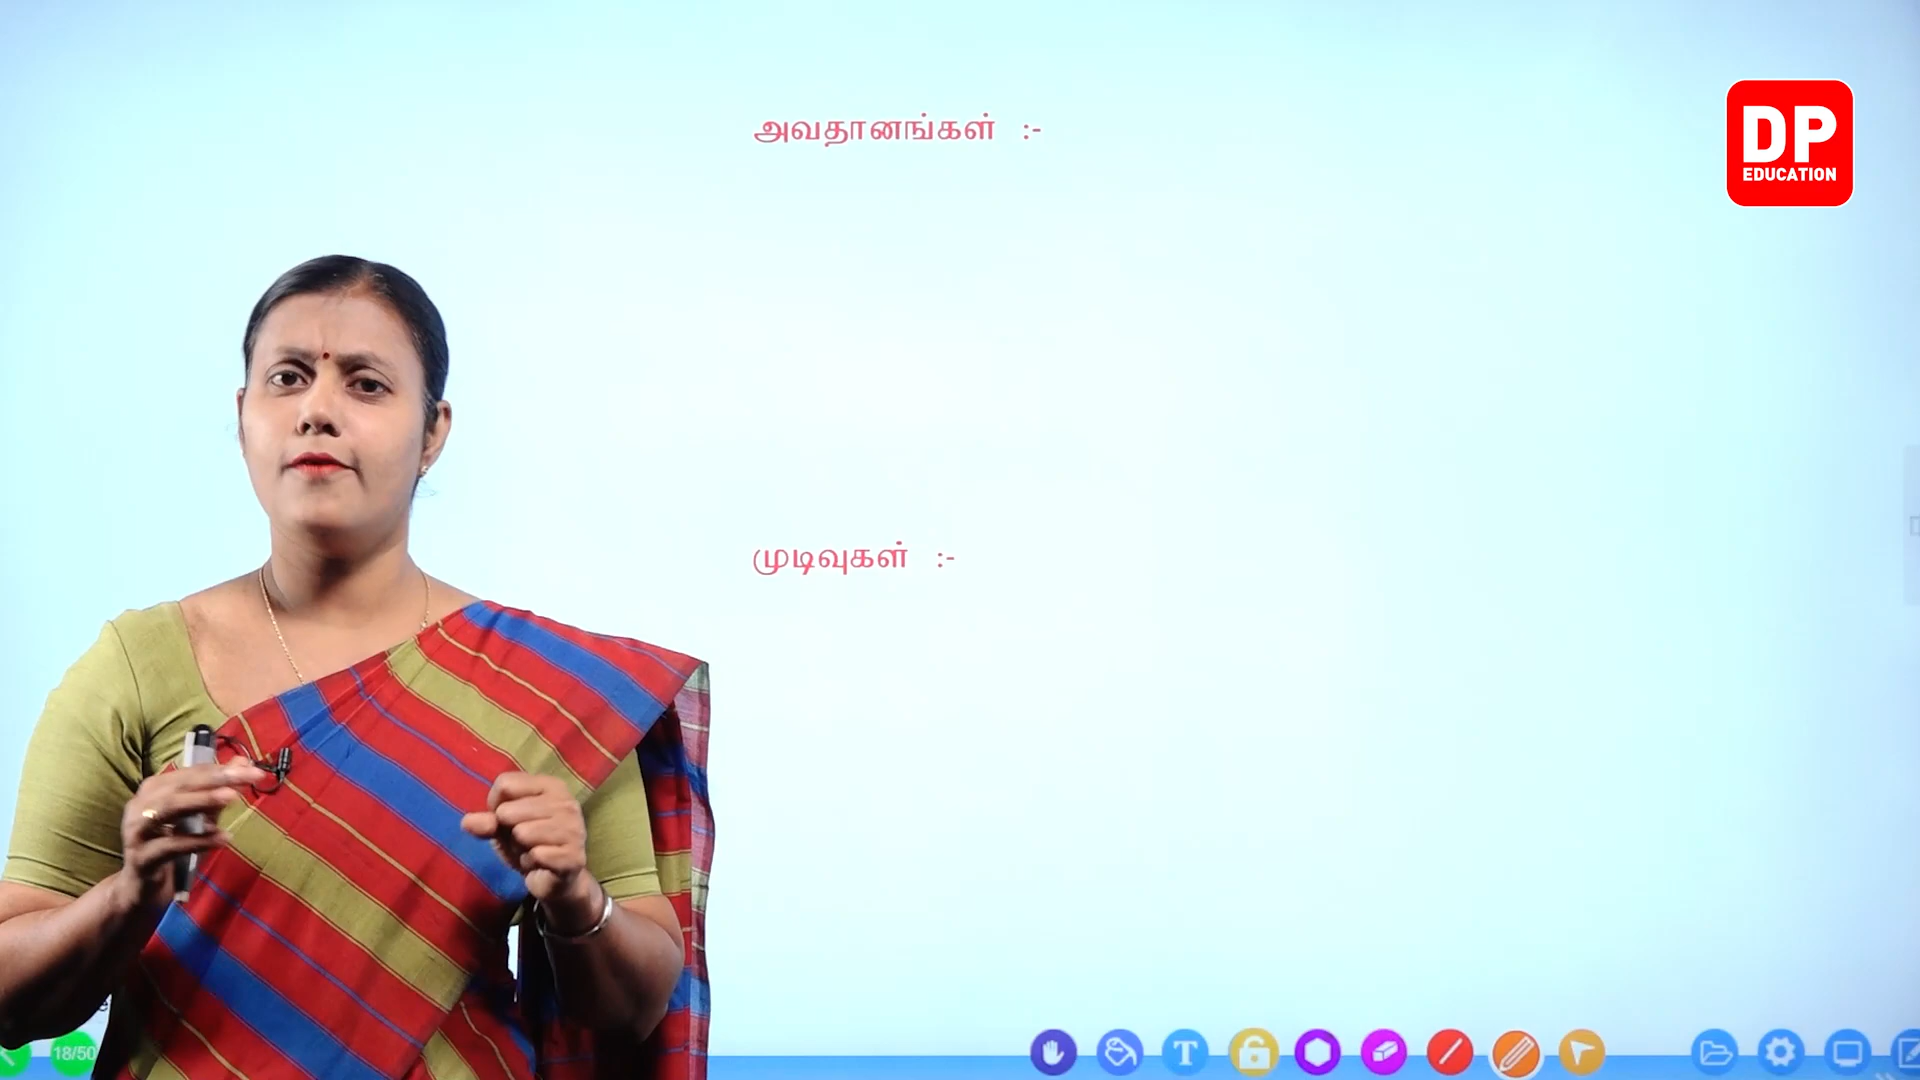 அவதானங்கள் :-
DP
EDUCATION
முடிவுகள் :-
18/50
T